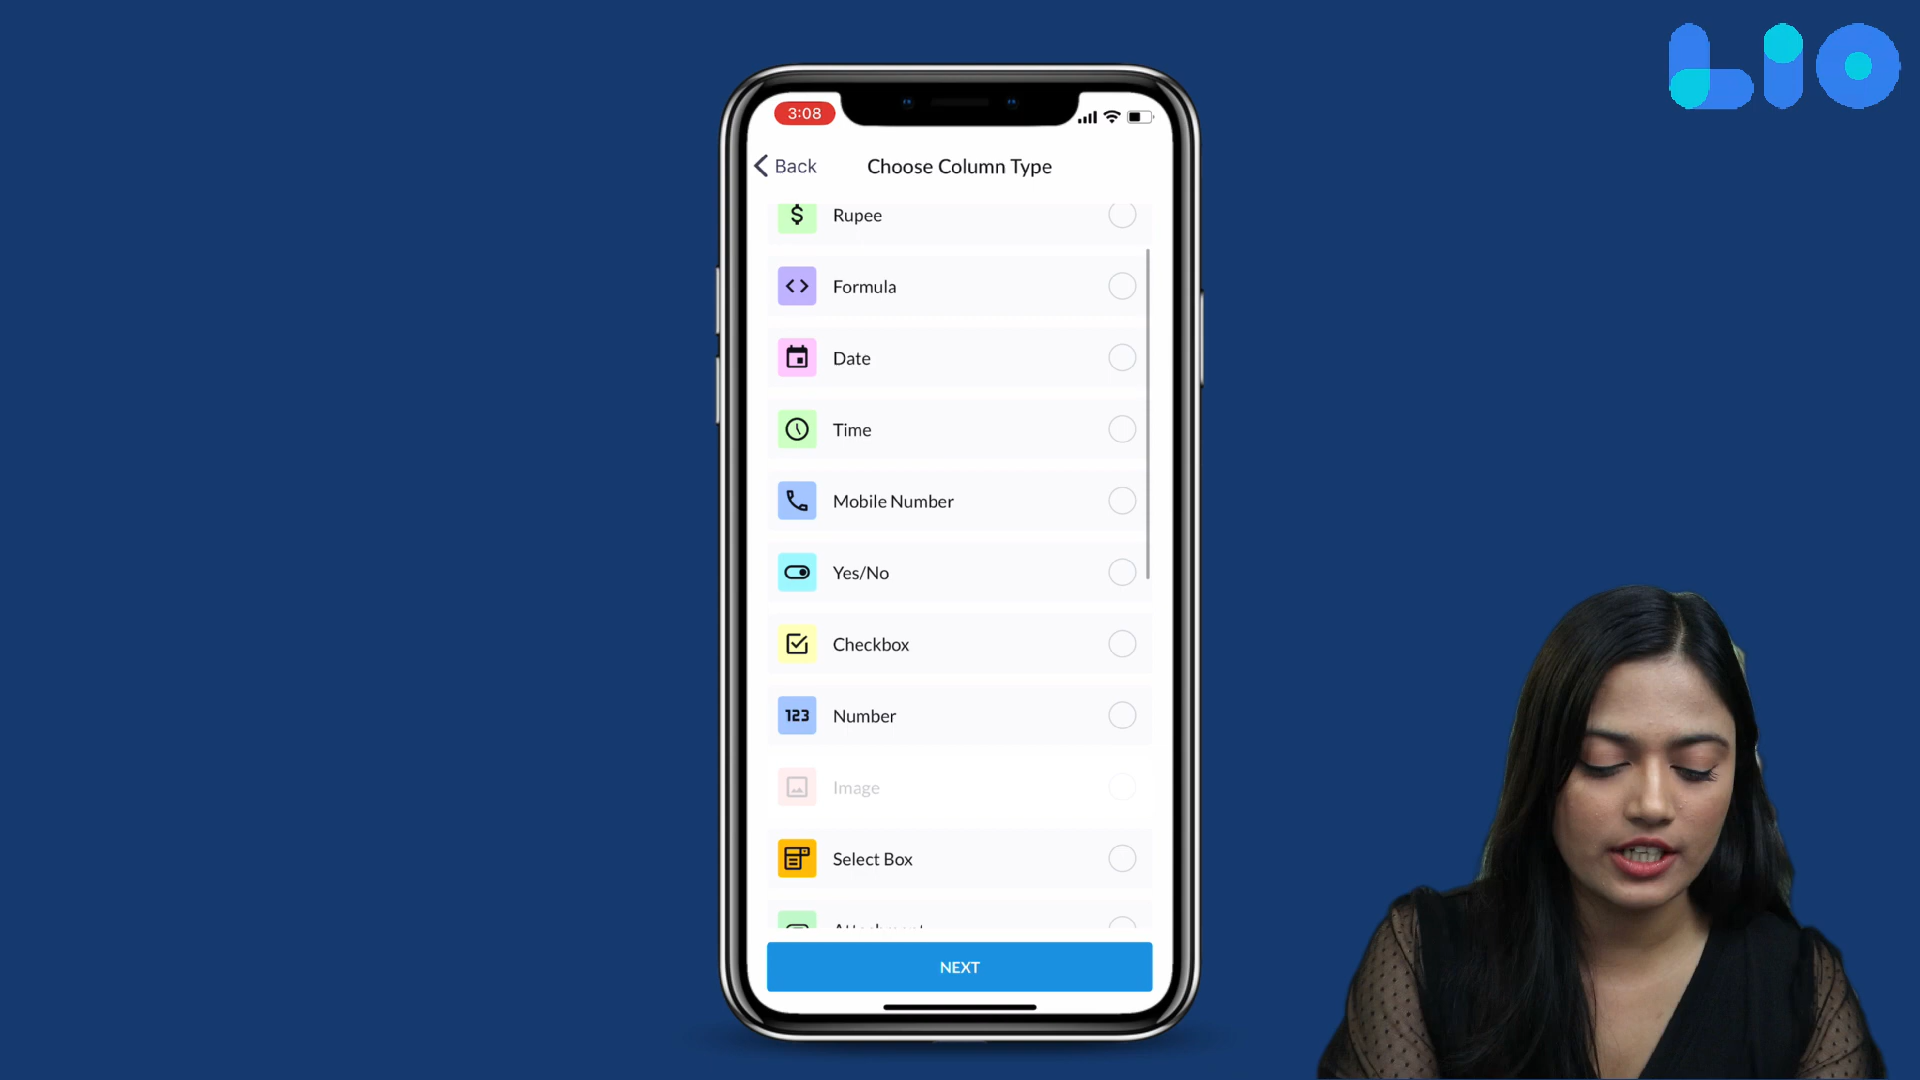 LIO
3:08
Back
Choose Column Type
Rupee
Formula
Date
Time
Mobile Number
Yes/No
Checkbox
123
Number
Image
Select Box
NEXT